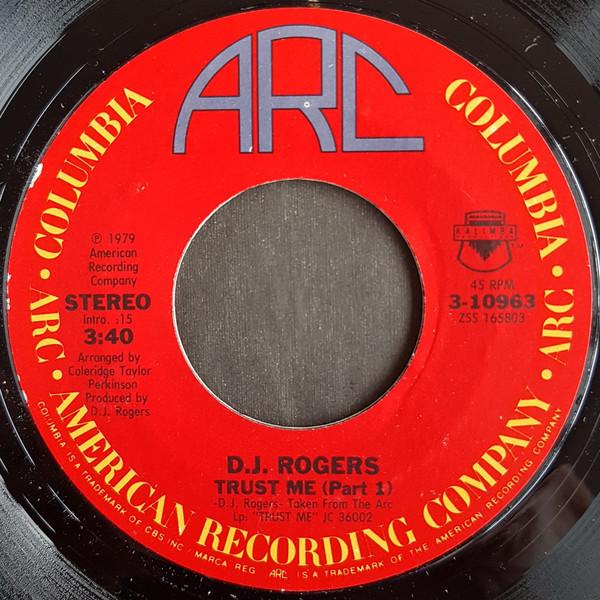 ARC
COLUMBIA • ARC • AMERICAN RECORDING COMPANY • ARC • COLUMBIA
℗ 1979
American
Recording
Company
STEREO
Intro. :15
3:40
Arranged by
Coleridge Taylor
Perkinson
Produced by
D.J. Rogers
KALIMBA
TM
45 RPM
3-10963
ZSS 165803
D.J. ROGERS
TRUST ME (Part 1)
-D.J. Rogers- Taken From The Arc
Lp: "TRUST ME" JC 36002
COLUMBIA IS A TRADEMARK OF CBS INC. MARCA REG. ARC IS A TRADEMARK OF THE AMERICAN RECORDING COMPANY